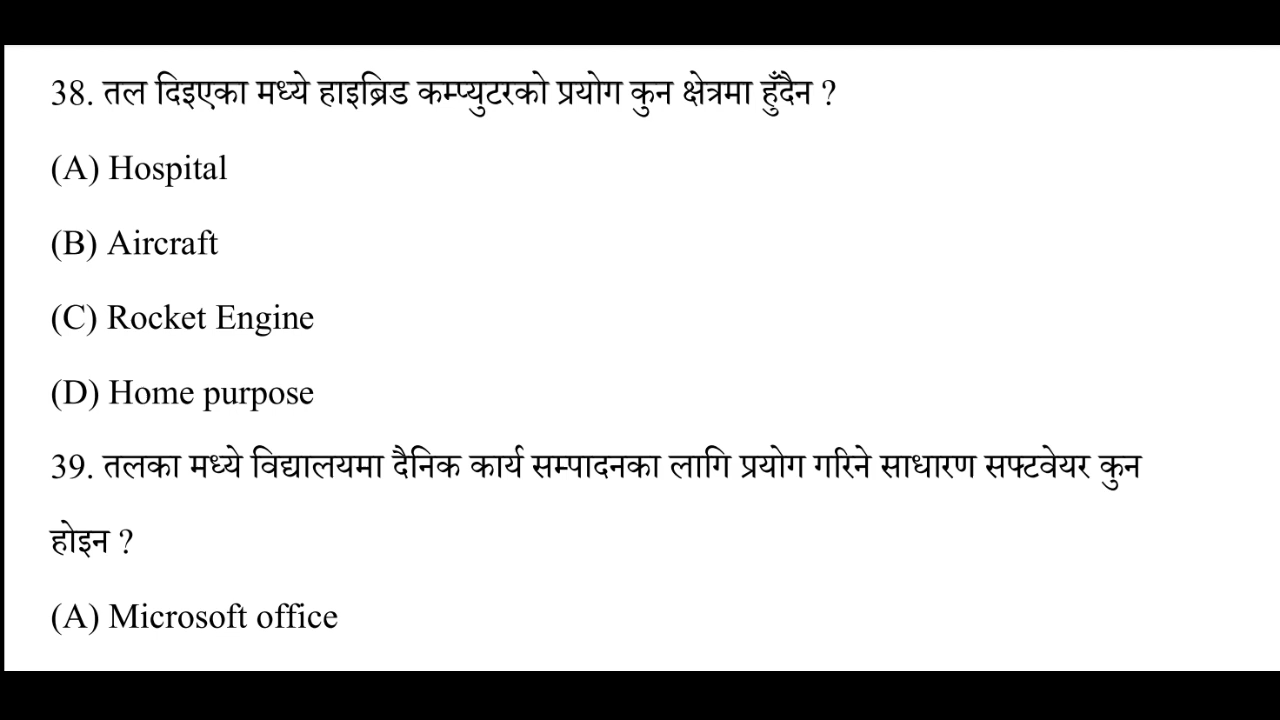 38. तल दिइएका मध्ये हाइब्रिड कम्प्युटरको प्रयोग कुन क्षेत्रमा हुँदैन ?
(A) Hospital
(B) Aircraft
(C) Rocket Engine
(D) Home purpose
39. तलका मध्ये विद्यालयमा दैनिक कार्य सम्पादनका लागि प्रयोग गरिने साधारण सफ्टवेयर कुन
होइन ?
(A) Microsoft office